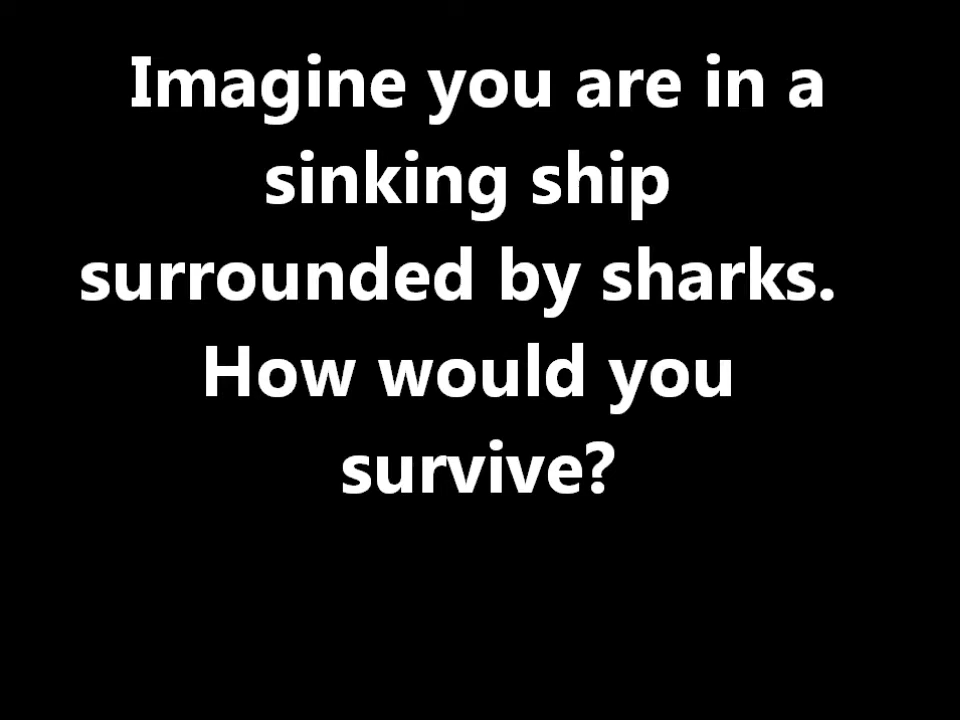 Imagine you are in a
sinking ship
surrounded by sharks.
How would you
survive?